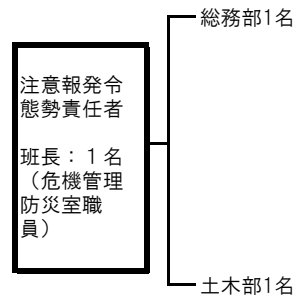 総務部1名
注意報発令
態勢責任者
班長：１名
（危機管理
防災室職
員）
土木部1名